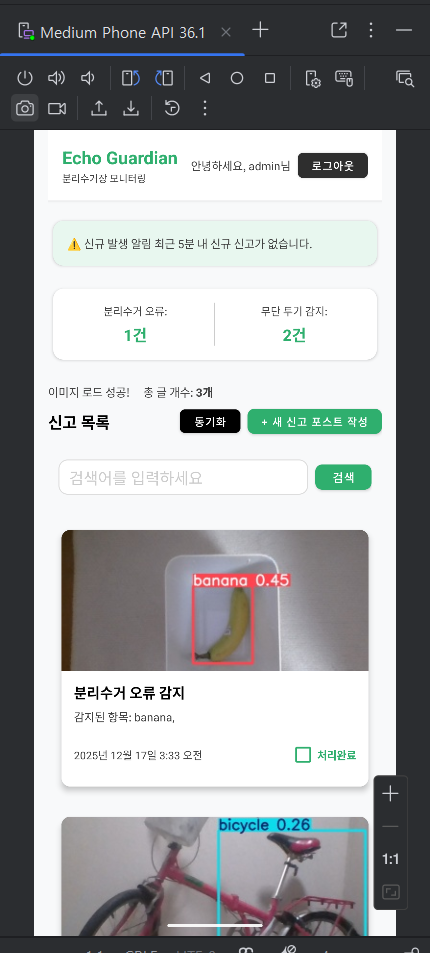 Medium Phone API 36.1
Echo Guardian
분리수거장 모니터링
안녕하세요, admin님
로그아웃
⚠️ 신규 발생 알림 최근 5분 내 신규 신고가 없습니다.
분리수거 오류:
1건
무단 투기 감지:
2건
이미지 로드 성공! 총 글 개수: 3개
신고 목록
동기화
+ 새 신고 포스트 작성
검색어를 입력하세요
검색
banana 0.45
분리수거 오류 감지
감지된 항목: banana,
2025년 12월 17일 3:33 오전
처리완료
bicycle 0.26
1:1